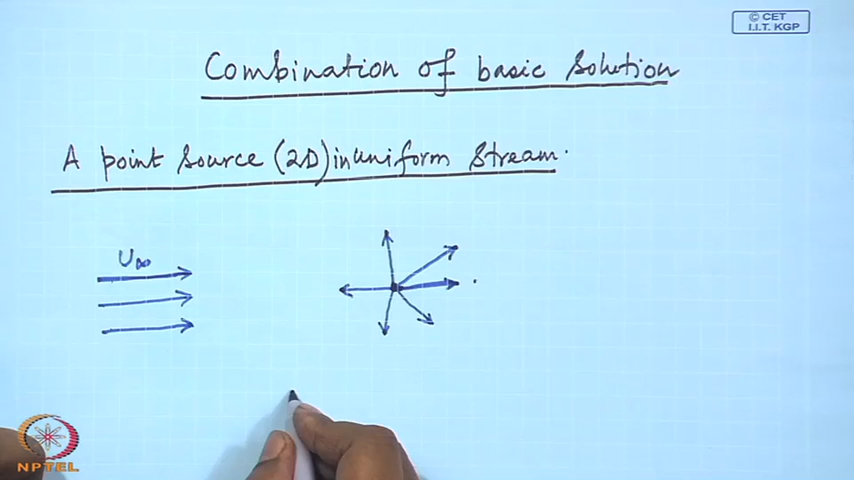 © CET
I.I.T. KGP
Combination of basic solution
A point source (2D) in uniform stream.
U∞
NPTEL